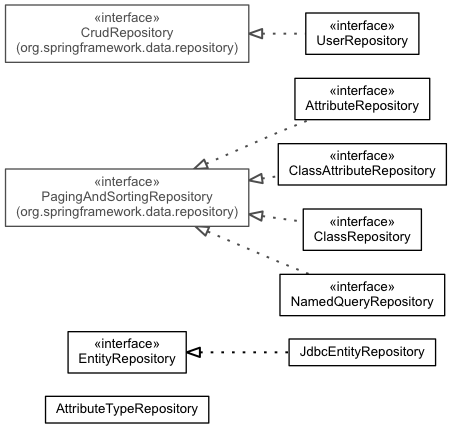 «interface»
CrudRepository
(org.springframework.data.repository)
«interface»
UserRepository
«interface»
AttributeRepository
«interface»
ClassAttributeRepository
«interface»
PagingAndSortingRepository
(org.springframework.data.repository)
«interface»
ClassRepository
«interface»
NamedQueryRepository
«interface»
EntityRepository
JdbcEntityRepository
AttributeTypeRepository